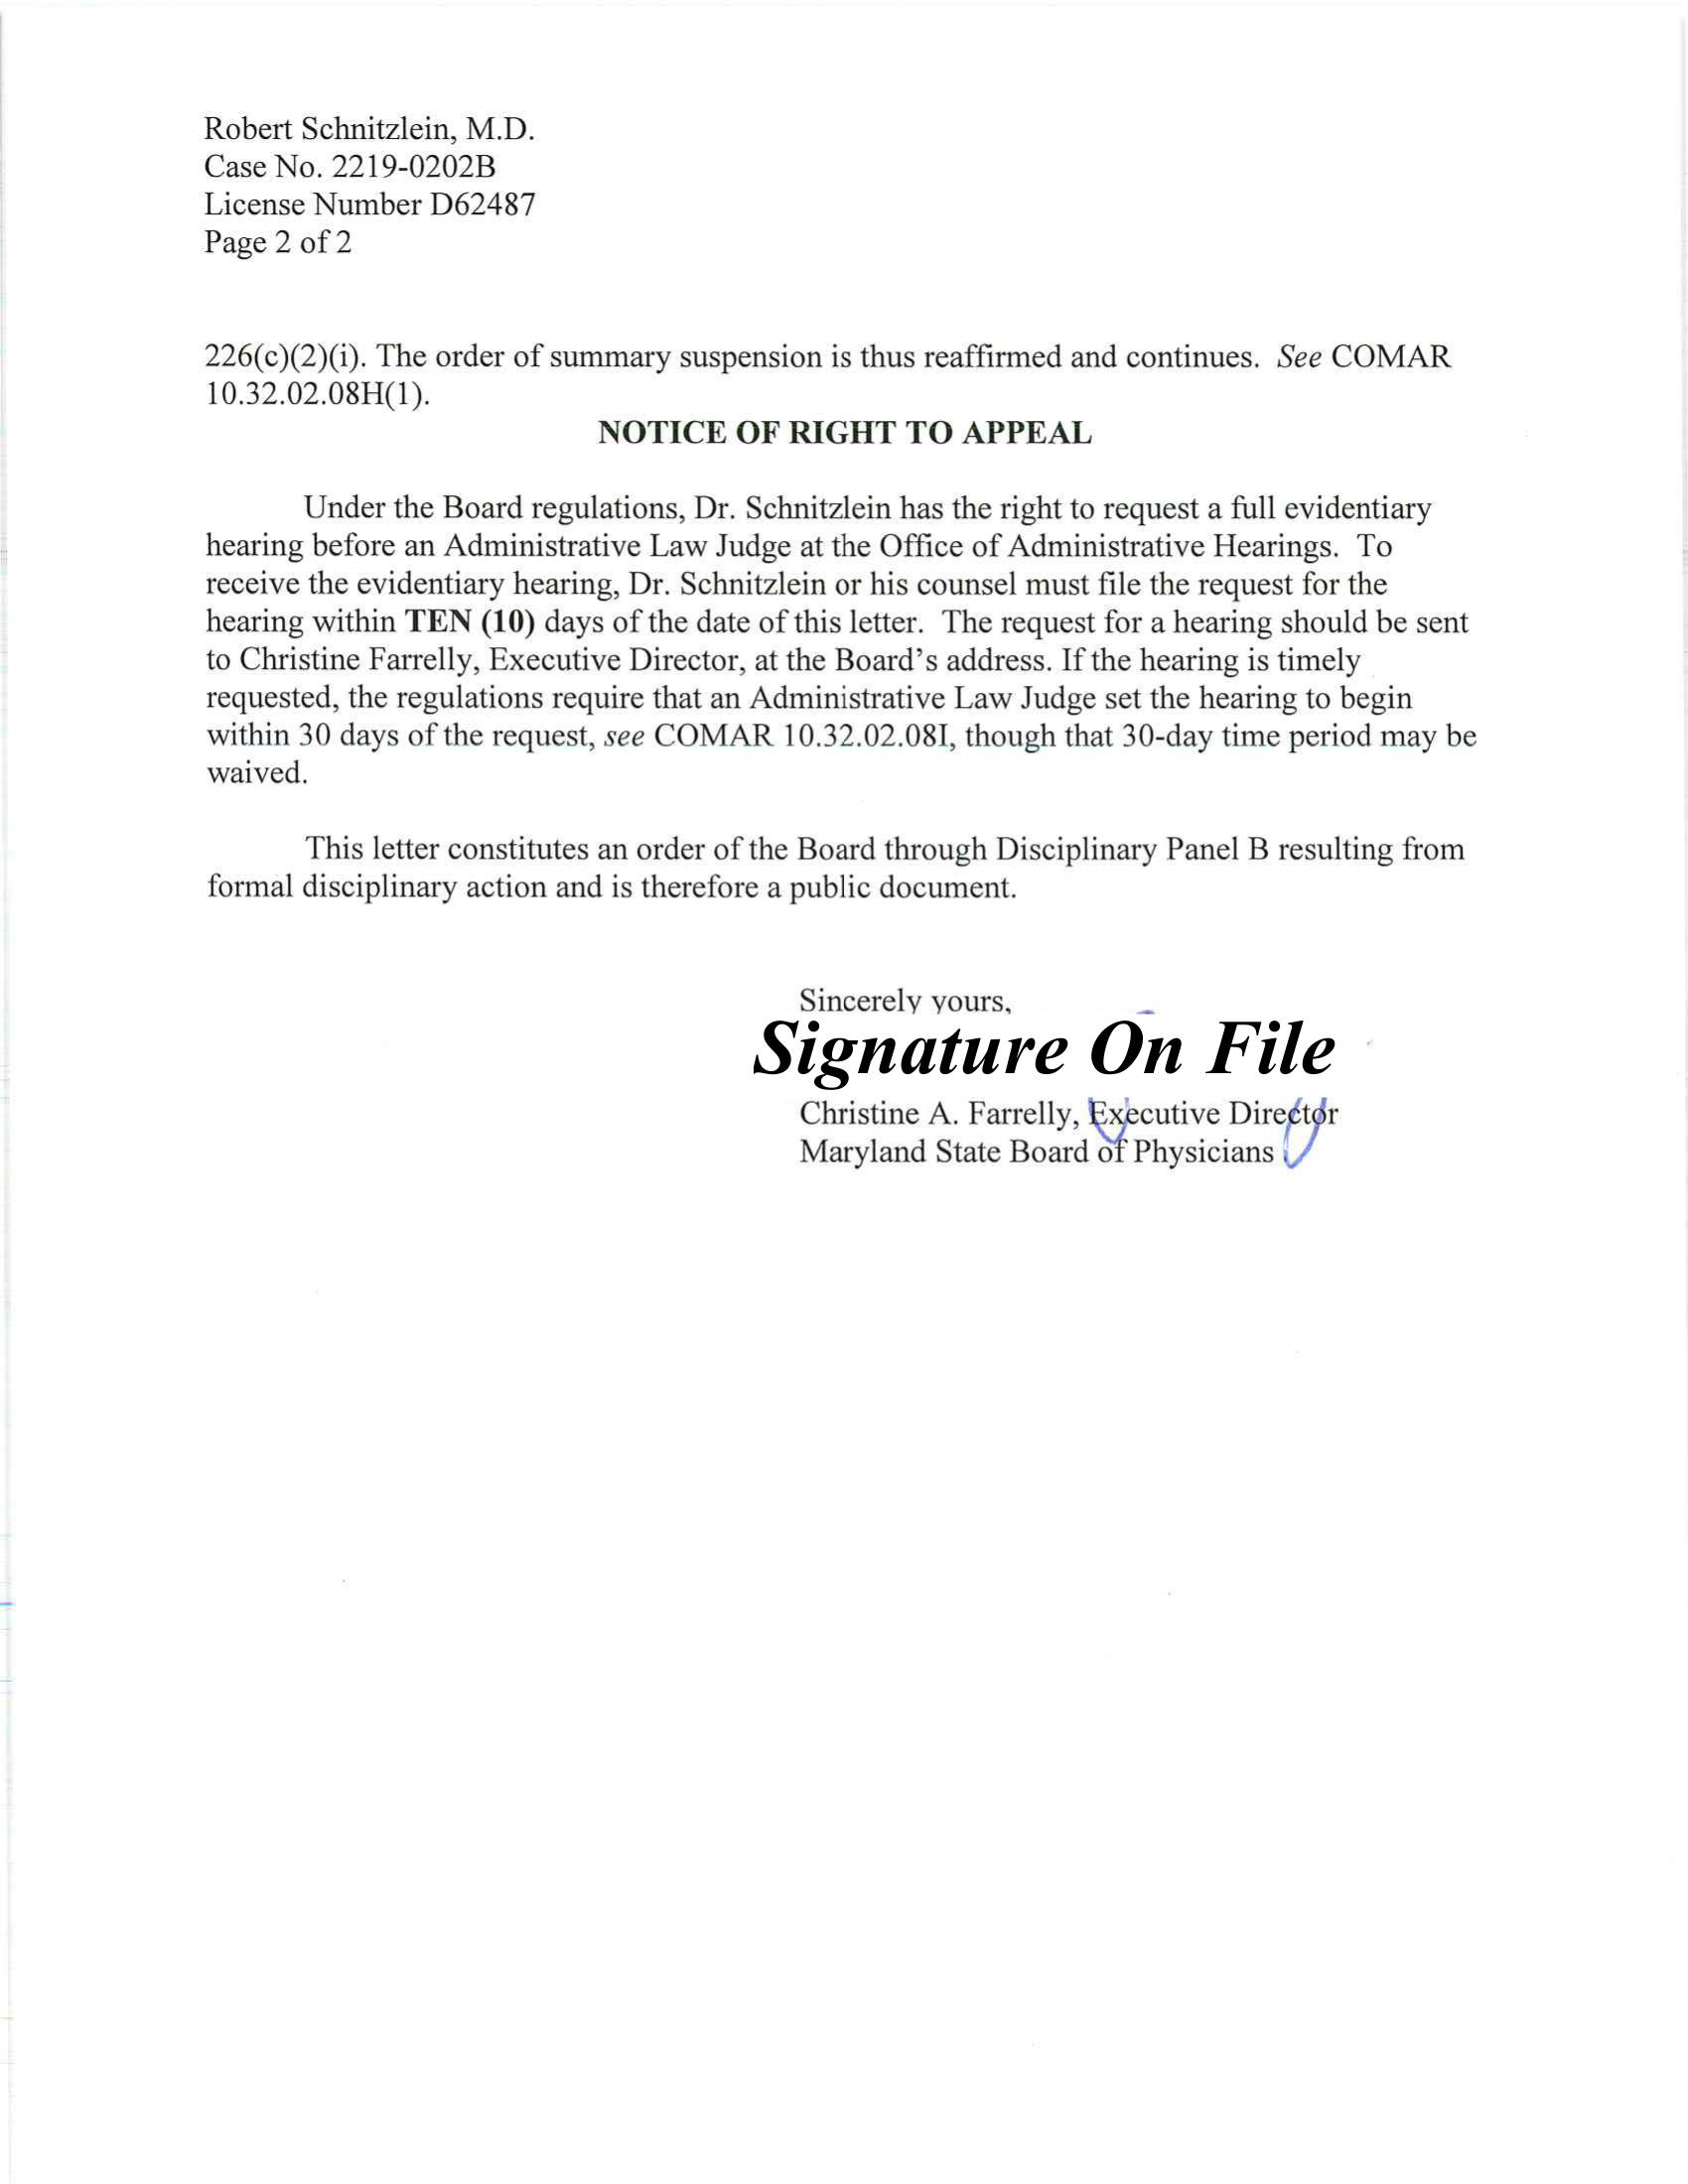 Robert Schnitzlein, M.D.
Case No. 2219-0202B
License Number D62487
Page 2 of 2
226(c)(2)(i). The order of summary suspension is thus reaffirmed and continues. See COMAR
10.32.02.08H(1).
NOTICE OF RIGHT TO APPEAL
Under the Board regulations, Dr. Schnitzlein has the right to request a full evidentiary
hearing before an Administrative Law Judge at the Office of Administrative Hearings. To
receive the evidentiary hearing, Dr. Schnitzlein or his counsel must file the request for the
hearing within TEN (10) days of the date of this letter. The request for a hearing should be sent
to Christine Farrelly, Executive Director, at the Board's address. If the hearing is timely
requested, the regulations require that an Administrative Law Judge set the hearing to begin
within 30 days of the request, see COMAR 10.32.02.08I, though that 30-day time period may be
waived.
This letter constitutes an order of the Board through Disciplinary Panel B resulting from
formal disciplinary action and is therefore a public document.
Sincerely yours,
Signature On File
Christine A. Farrelly, Executive Director
Maryland State Board of Physicians